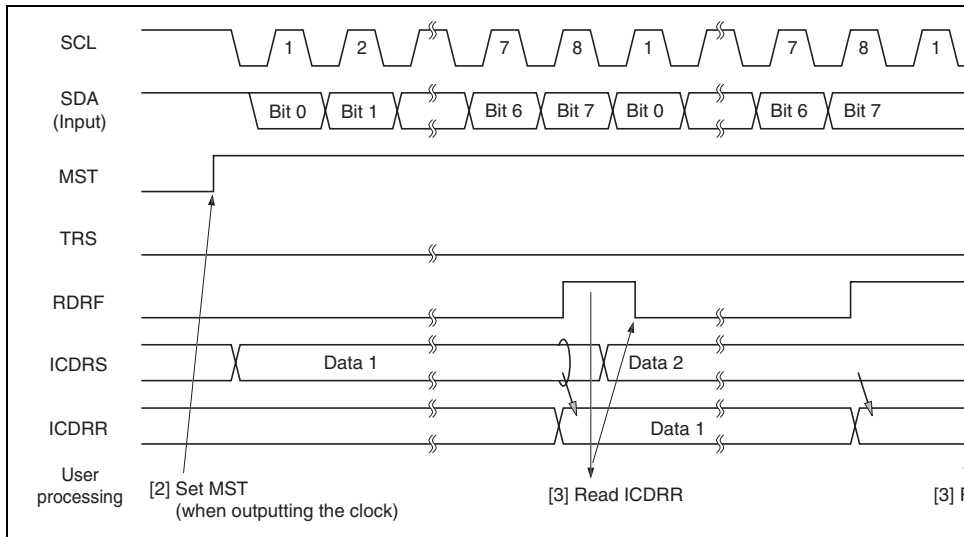 SCL 1 2 7 8 1 7 8 1
SDA
(Input)
Bit 0 Bit 1 Bit 6 Bit 7 Bit 0 Bit 6 Bit 7
MST
TRS
RDRF
ICDRS Data 1 Data 2
ICDRR Data 1
User
processing
[2] Set MST
(when outputting the clock)
[3] Read ICDRR
[3]